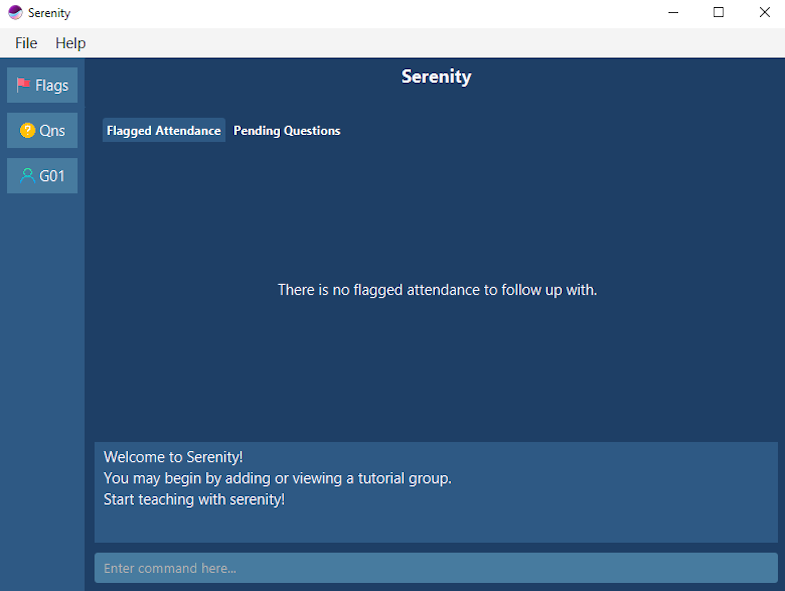 Serenity
File Help
Flags
Qns
G01
Serenity
Flagged Attendance Pending Questions
There is no flagged attendance to follow up with.
Welcome to Serenity!
You may begin by adding or viewing a tutorial group.
Start teaching with serenity!
Enter command here...